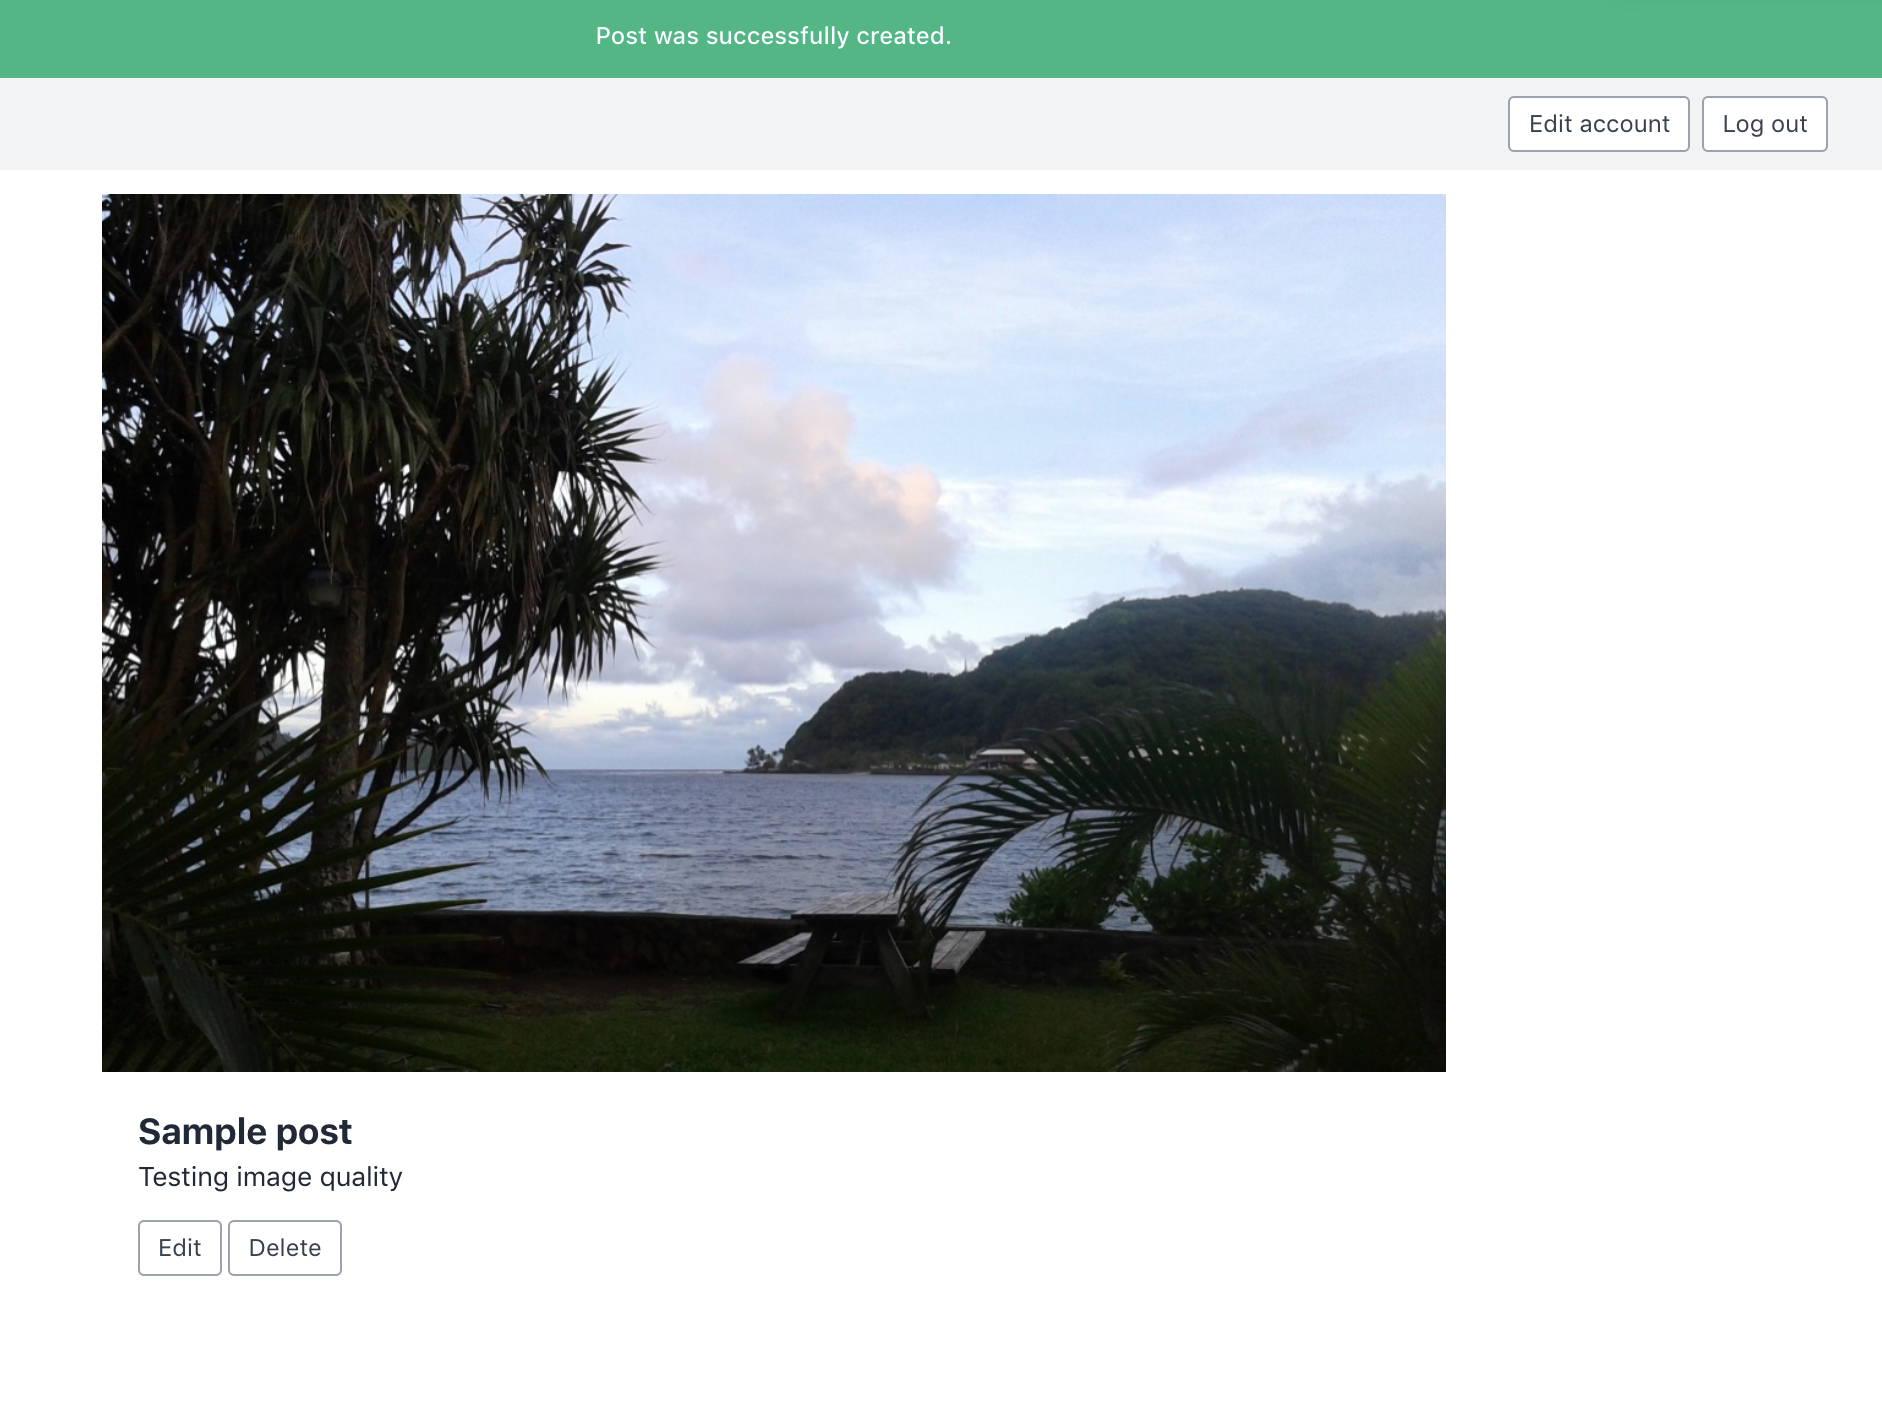 Post was successfully created.
Edit account
Log out
Sample post
Testing image quality
Edit
Delete